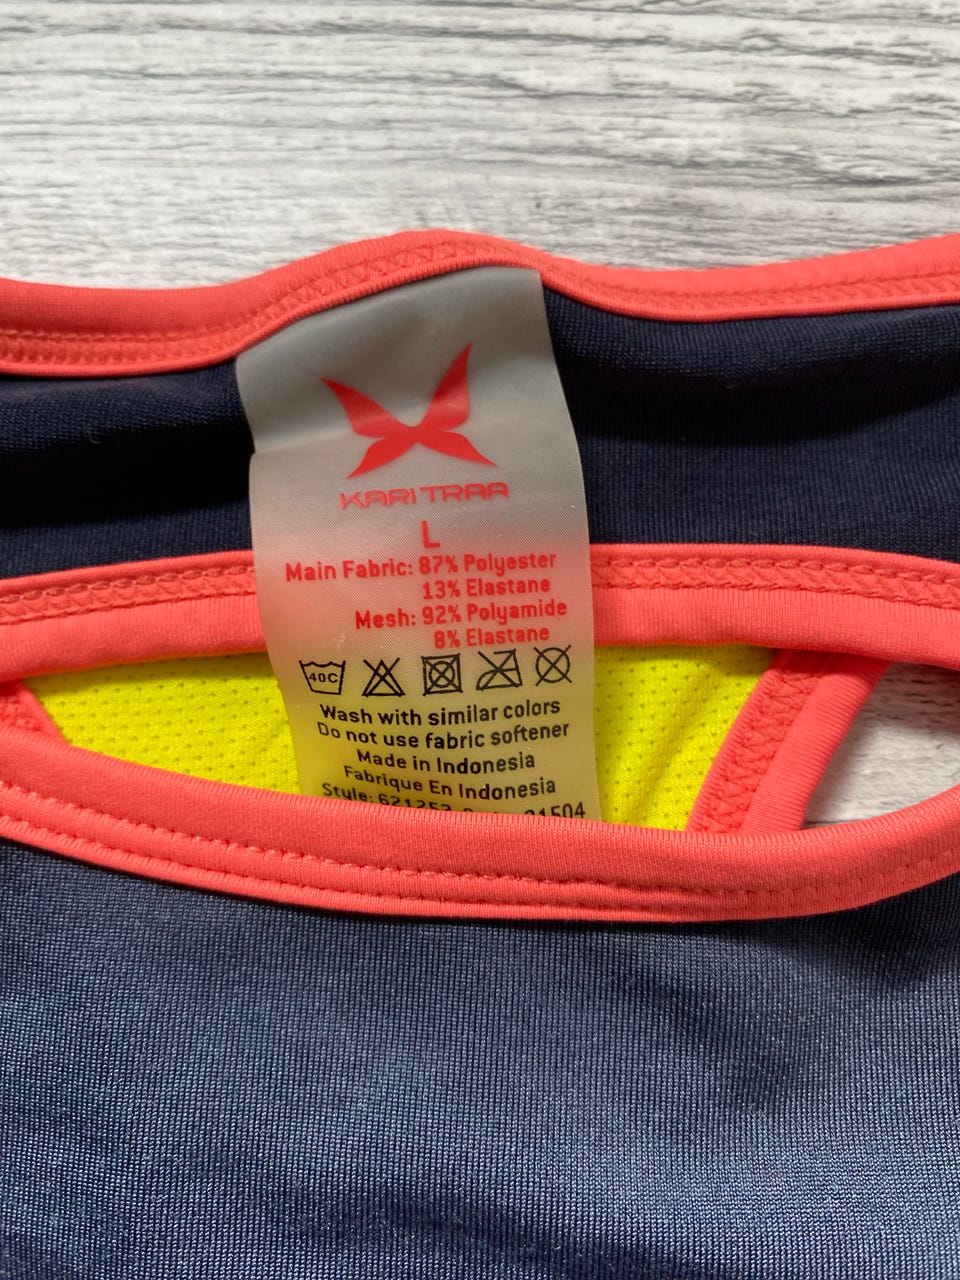 KARI TRAA
L
Main Fabric: 87% Polyester
13% Elastane
Mesh: 92% Polyamide
8% Elastane
40C
Wash with similar colors
Do not use fabric softener
Made in Indonesia
Fabrique En Indonesia
Style: